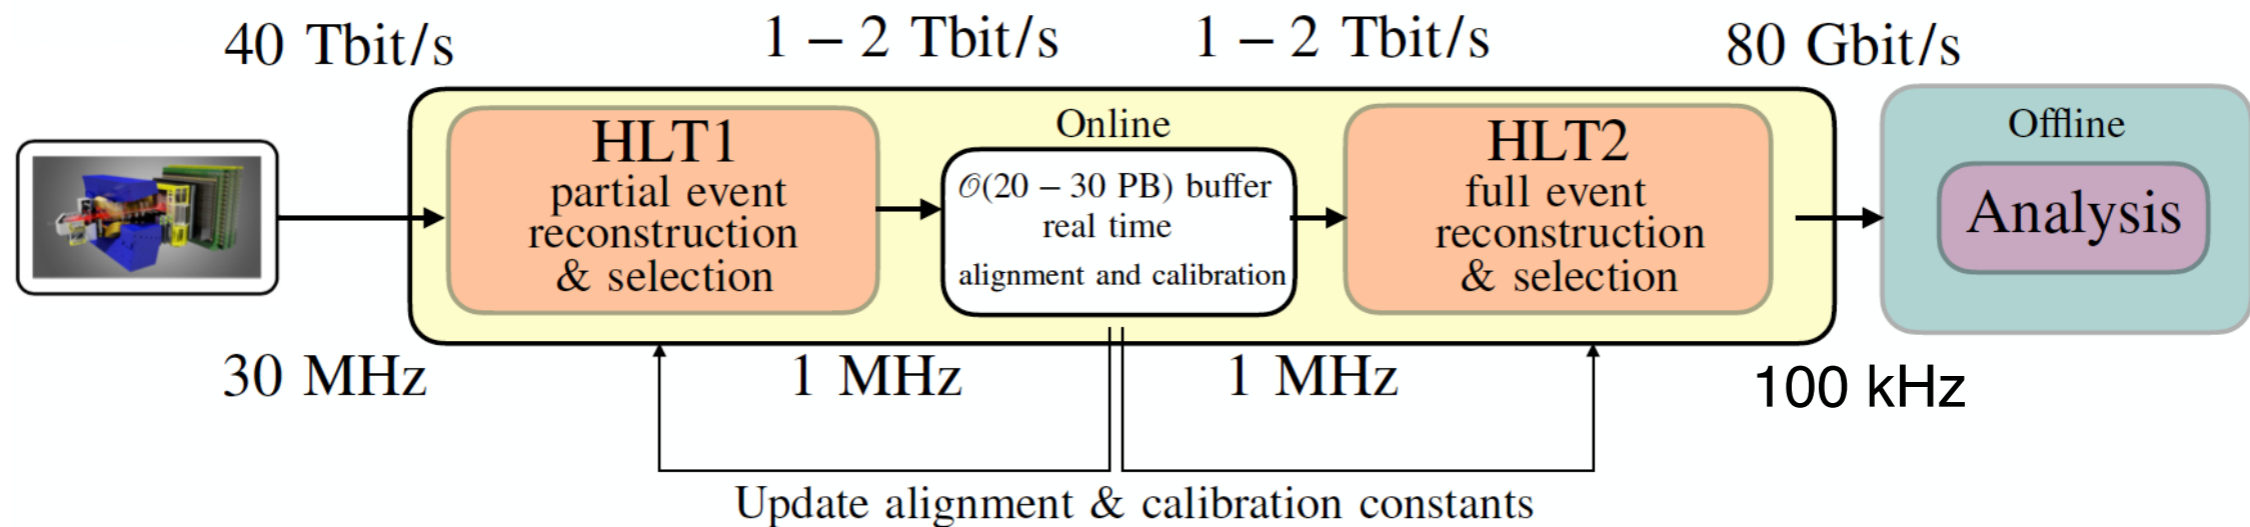 40 Tbit/s
1 – 2 Tbit/s
1 – 2 Tbit/s
80 Gbit/s
HLT1
partial event
reconstruction
& selection
Online
𝒪(20 – 30 PB) buffer
real time
alignment and calibration
HLT2
full event
reconstruction
& selection
Offline
Analysis
30 MHz
1 MHz
1 MHz
100 kHz
Update alignment & calibration constants